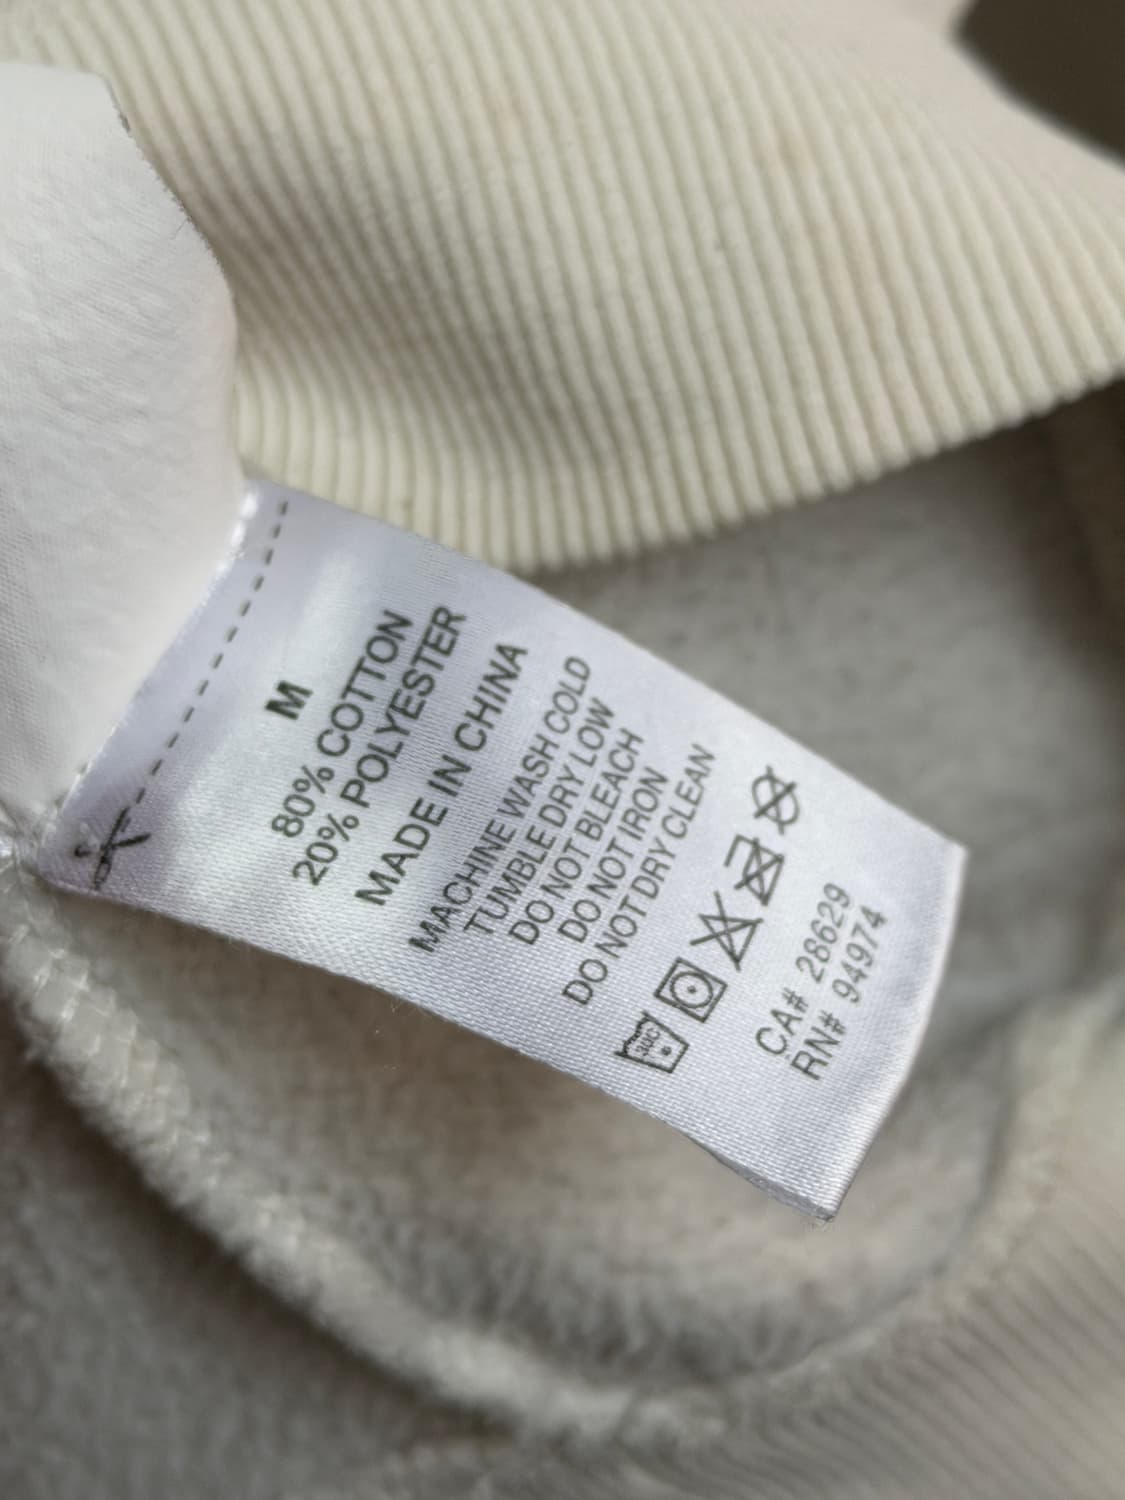 M
80% COTTON
20% POLYESTER
MADE IN CHINA
MACHINE WASH COLD
TUMBLE DRY LOW
DO NOT BLEACH
DO NOT IRON
DO NOT DRY CLEAN
30C
CA# 28629
RN# 94974